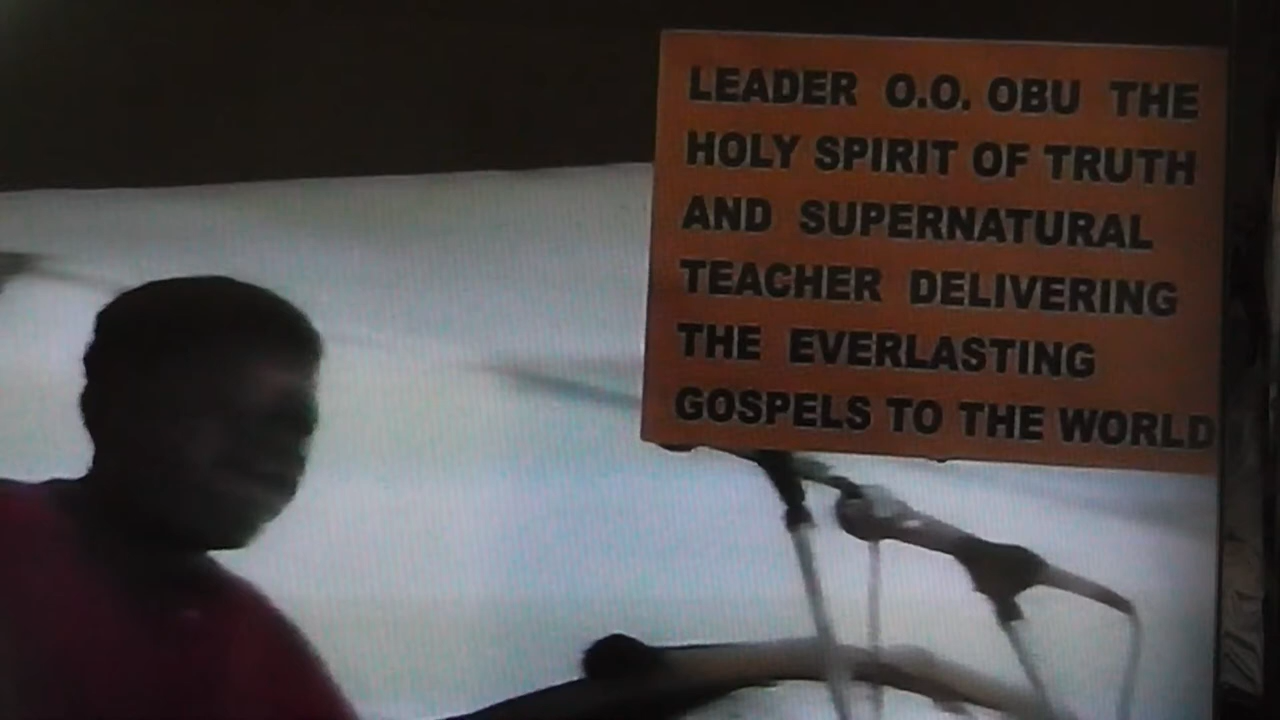 LEADER O.O. OBU THE
HOLY SPIRIT OF TRUTH
AND SUPERNATURAL
TEACHER DELIVERING
THE EVERLASTING
GOSPELS TO THE WORLD